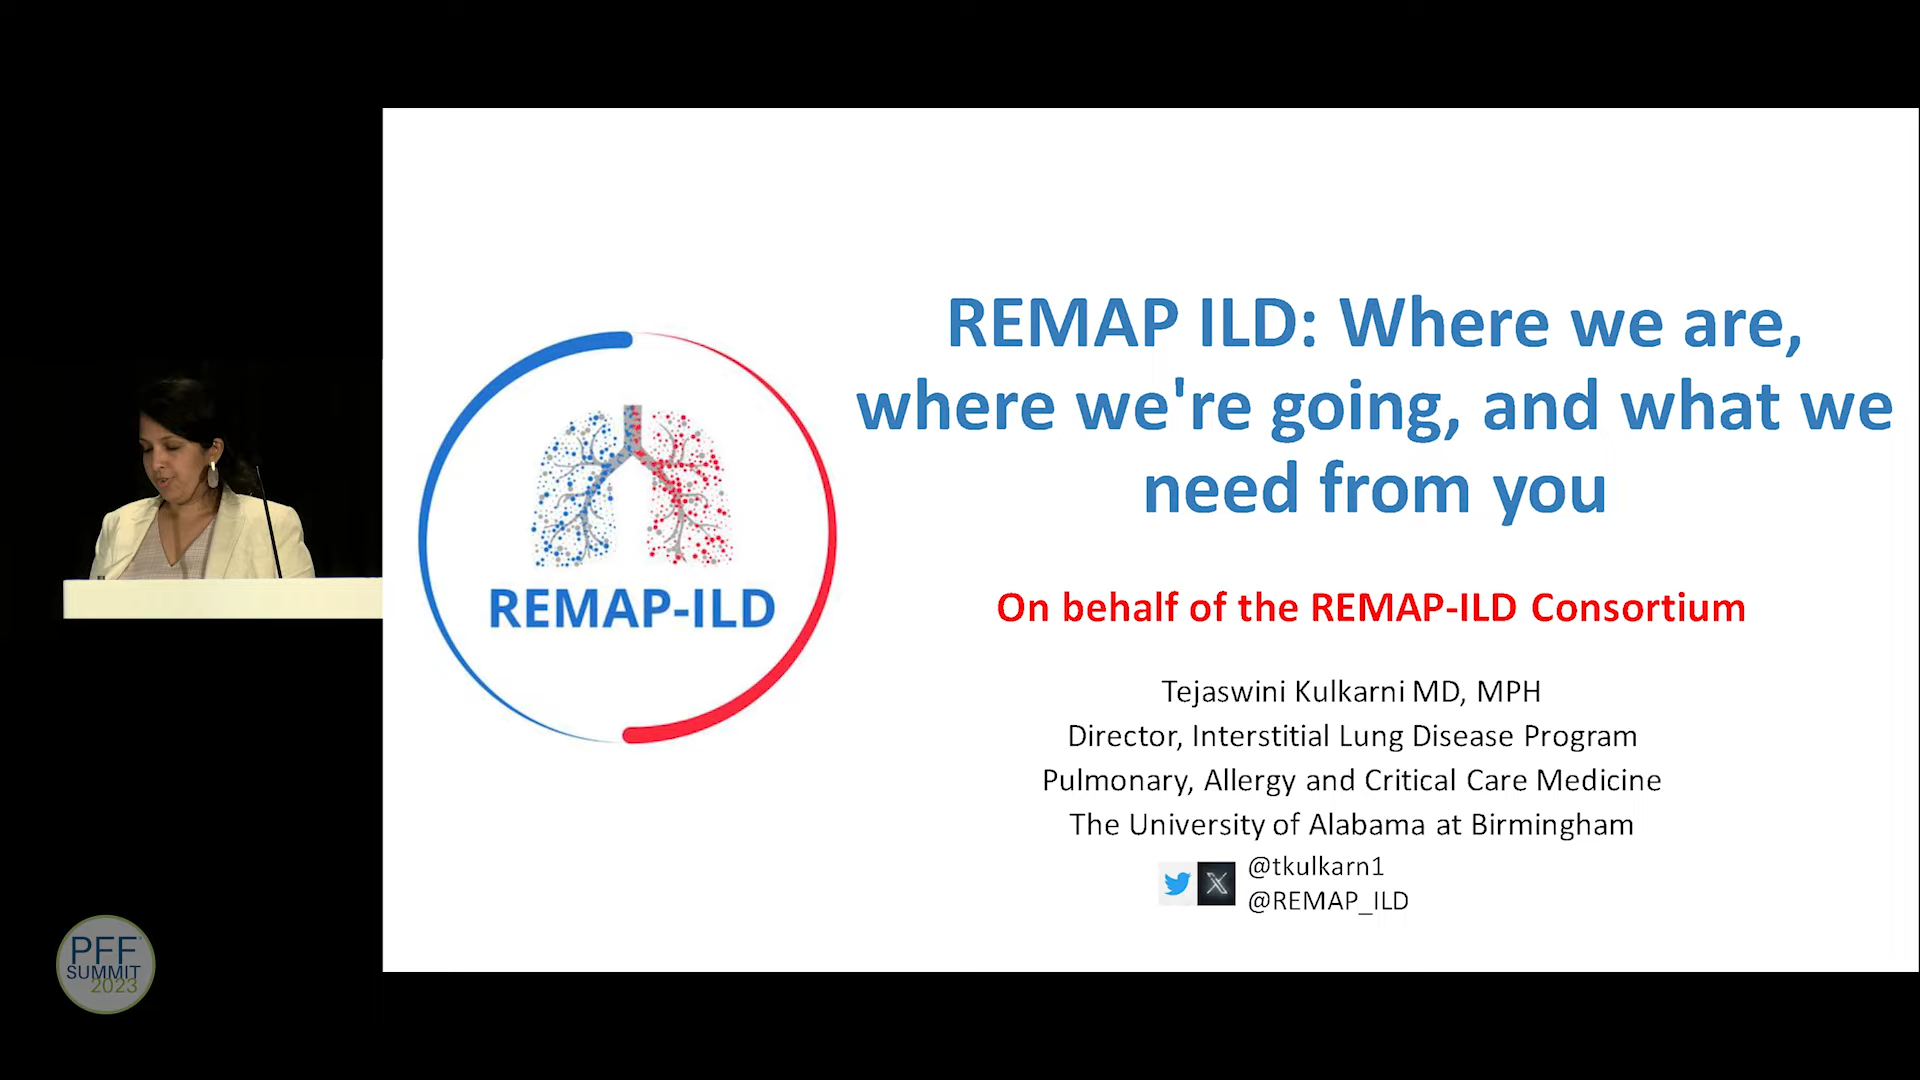 REMAP ILD: Where we are,
where we're going, and what we
need from you
REMAP-ILD
On behalf of the REMAP-ILD Consortium
Tejaswini Kulkarni MD, MPH
Director, Interstitial Lung Disease Program
Pulmonary, Allergy and Critical Care Medicine
The University of Alabama at Birmingham
@tkulkarn1
@REMAP_ILD
PFF
SUMMIT
2023